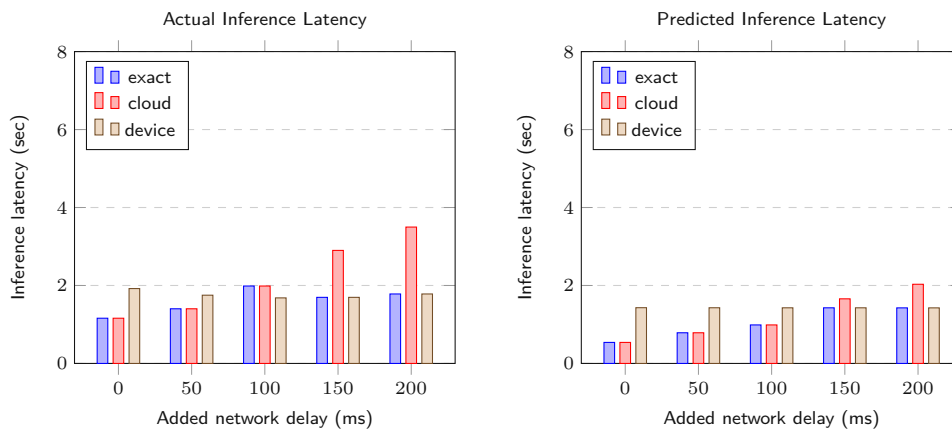 Actual Inference Latency
8
6
4
2
0
Inference latency (sec)
exact
cloud
device
0 50 100 150 200
Added network delay (ms)
Predicted Inference Latency
8
6
4
2
0
Inference latency (sec)
exact
cloud
device
0 50 100 150 200
Added network delay (ms)